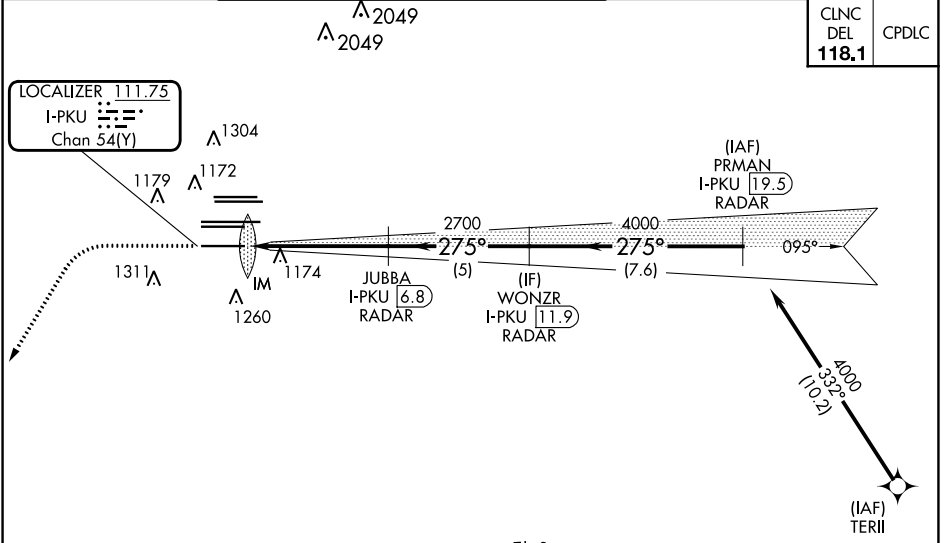 2049
2049
CLNC
DEL
118.1
CPDLC
LOCALIZER 111.75
I-PKU
Chan 54(Y)
1304
1172
1179
(IAF)
PRMAN
I-PKU 19.5
RADAR
2700
4000
275°
275°
095°
(5)
(7.6)
1311
IM
1174
1260
JUBBA
I-PKU 6.8
RADAR
(IF)
WONZR
I-PKU 11.9
RADAR
4000
332°
(10.2)
(IAF)
TERII